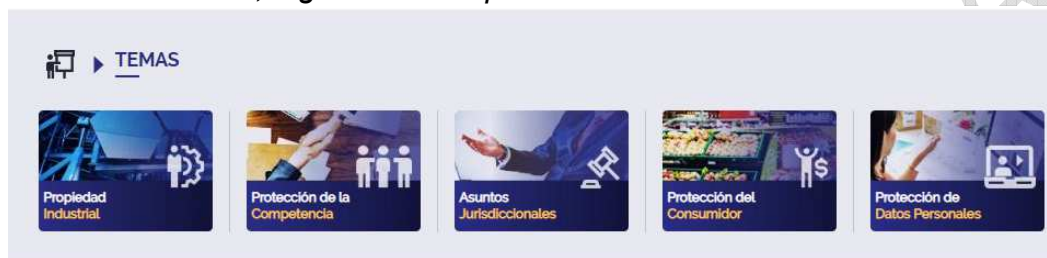 TEMAS
Propiedad
Industrial
Protección de la
Competencia
Asuntos
Jurisdiccionales
Protección del
Consumidor
Protección de
Datos Personales